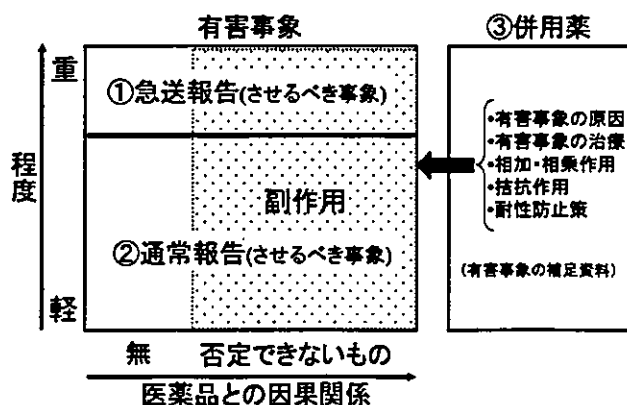 有害事象
重
①急送報告(させるべき事象)
程度
副作用
②通常報告(させるべき事象)
軽
無 否定できないもの
医薬品との因果関係
③併用薬
•有害事象の原因
•有害事象の治療
•相加・相乗作用
•拮抗作用
•耐性防止策
(有害事象の補足資料)